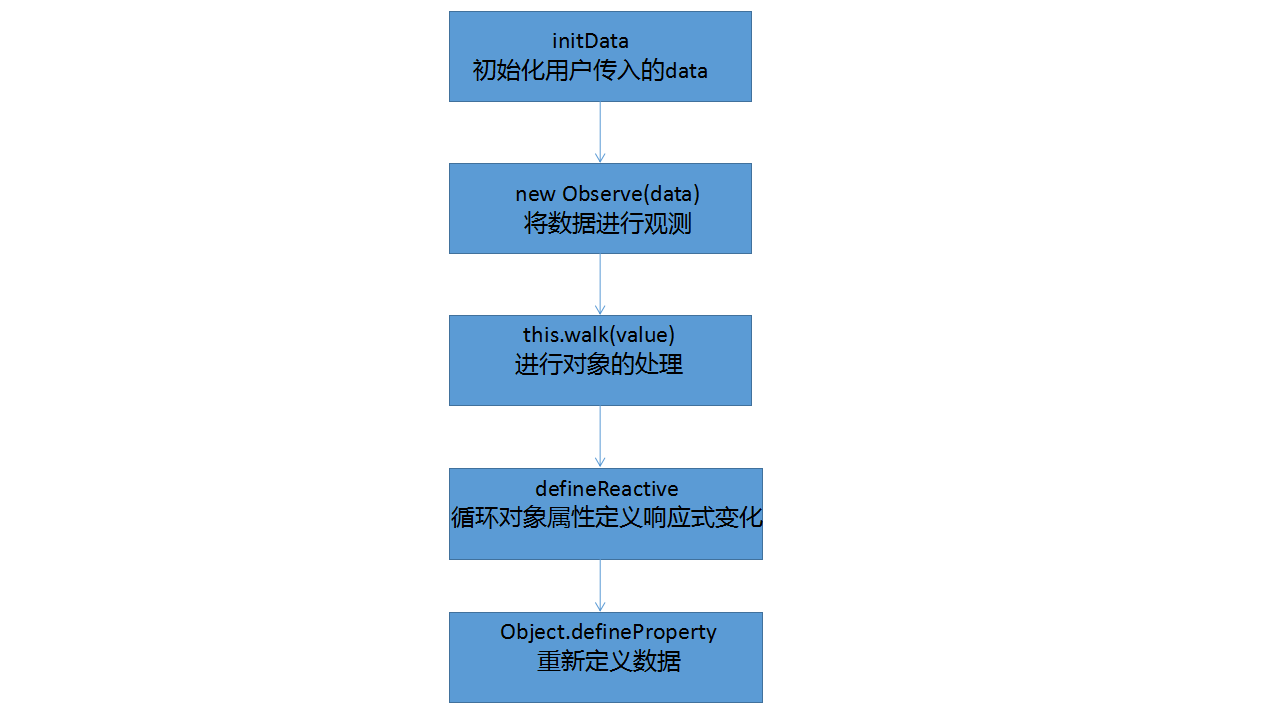 initData
初始化用户传入的data
new Observe(data)
将数据进行观测
this.walk(value)
进行对象的处理
defineReactive
循环对象属性定义响应式变化
Object.defineProperty
重新定义数据